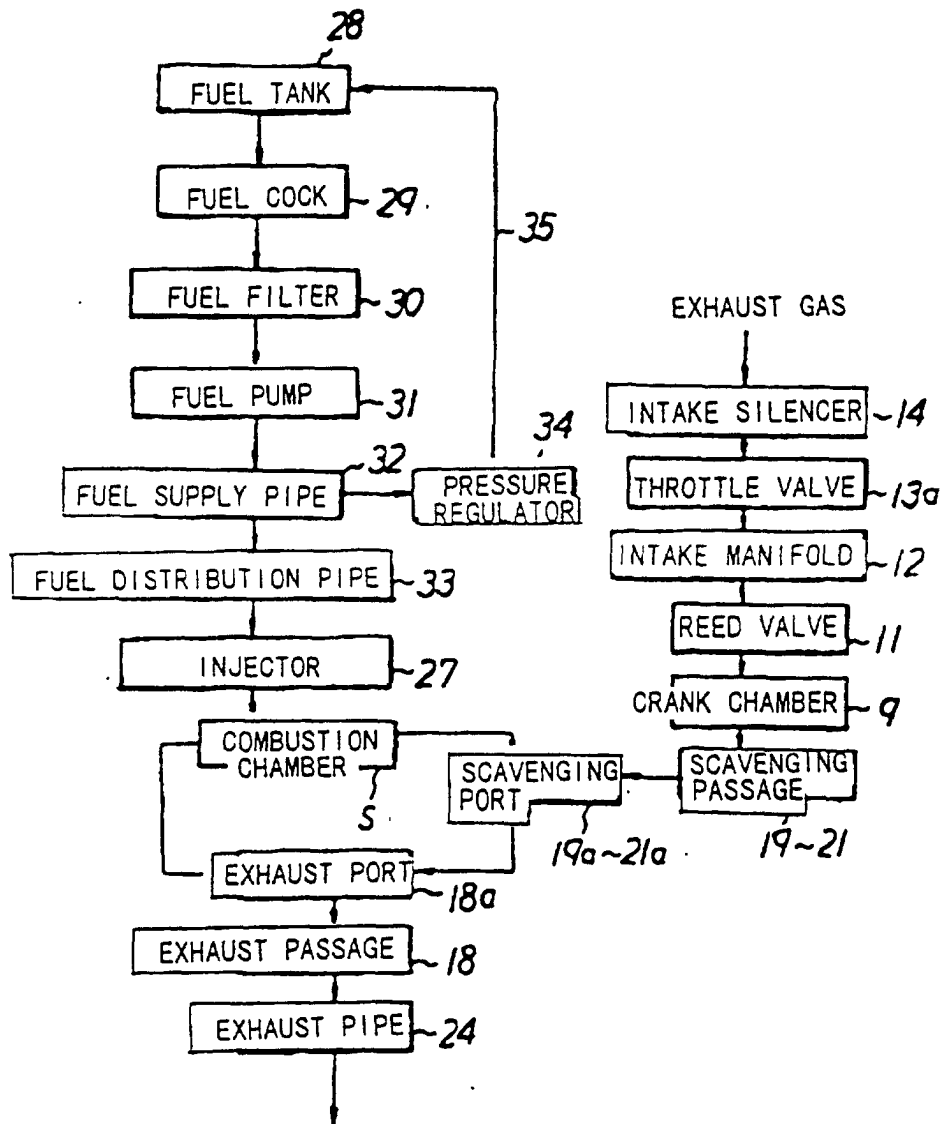 28
FUEL TANK
FUEL COCK
29
35
FUEL FILTER
30
EXHAUST GAS
FUEL PUMP
31
INTAKE SILENCER
14
32
34
FUEL SUPPLY PIPE
PRESSURE
REGULATOR
THROTTLE VALVE
13a
FUEL DISTRIBUTION PIPE
33
INTAKE MANIFOLD
12
REED VALVE
11
INJECTOR
27
CRANK CHAMBER
9
COMBUSTION
CHAMBER
S
SCAVENGING
PORT
19a~21a
SCAVENGING
PASSAGE
19~21
EXHAUST PORT
18a
EXHAUST PASSAGE
18
EXHAUST PIPE
24